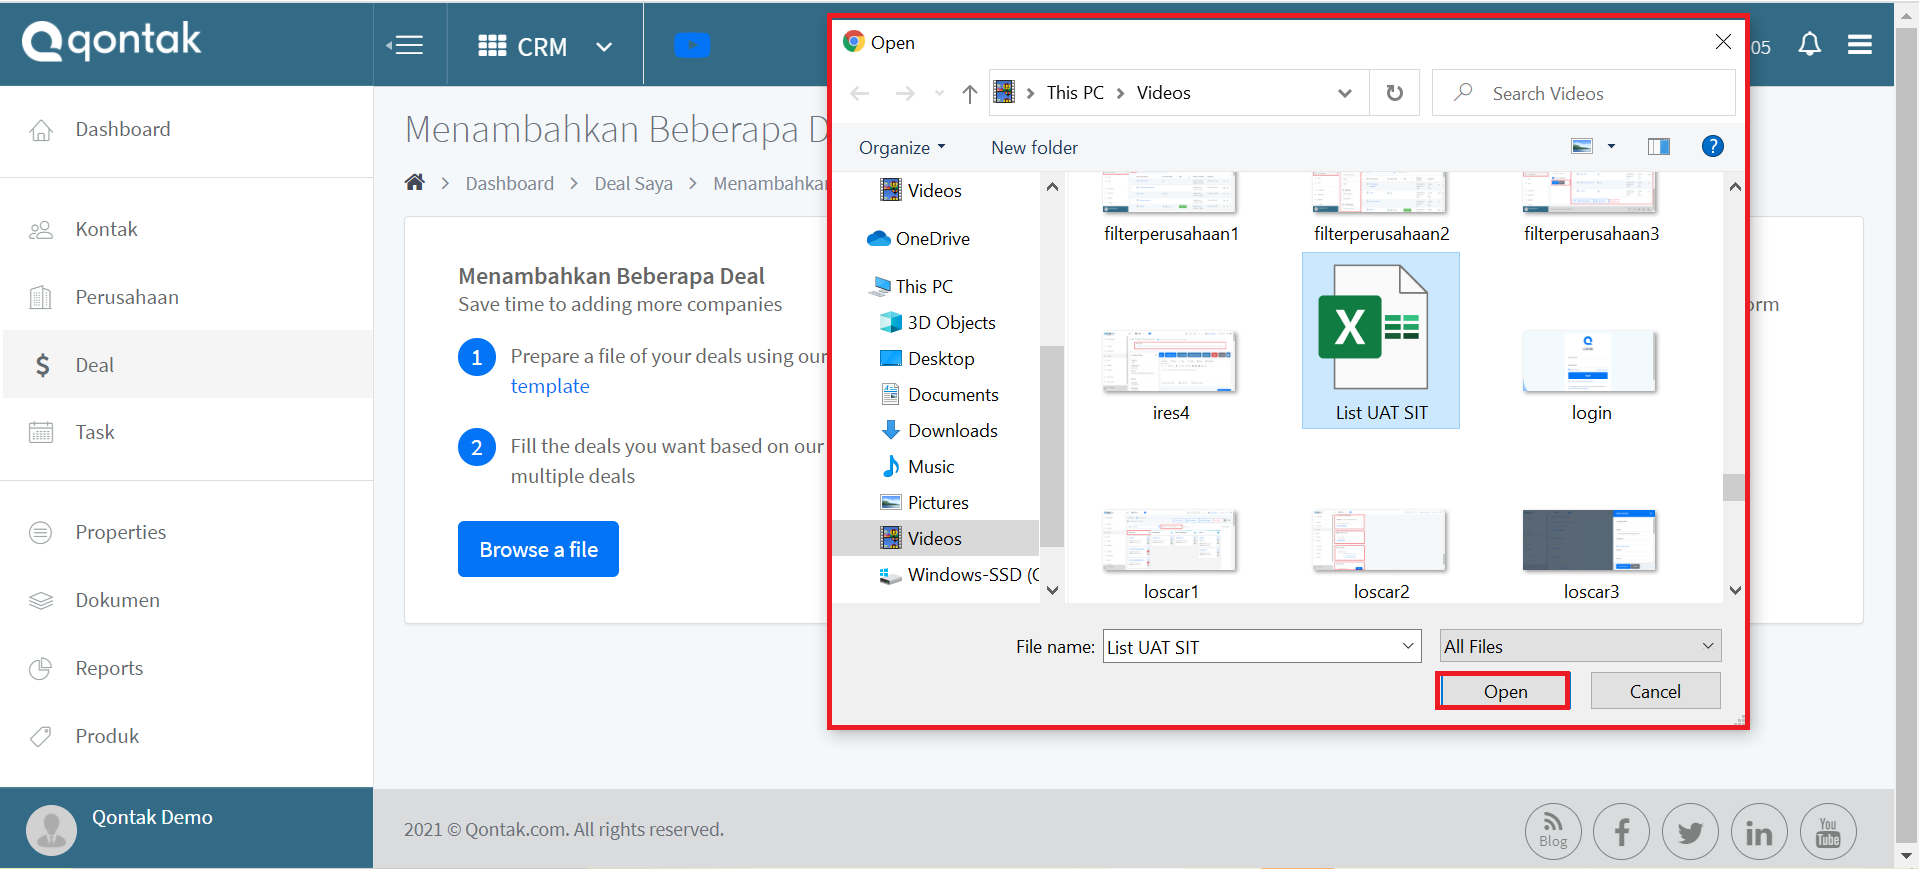 qontak
CRM
05
Dashboard
Kontak
Perusahaan
Deal
Task
Properties
Dokumen
Reports
Produk
Qontak Demo
Menambahkan Beberapa D
Dashboard
Deal Saya
Menambahkan
Menambahkan Beberapa Deal
Save time to adding more companies
1 Prepare a file of your deals using our
template
2 Fill the deals you want based on our
multiple deals
Browse a file
orm
Open
This PC
Videos
Search Videos
Organize
New folder
?
Videos
OneDrive
This PC
3D Objects
Desktop
Documents
Downloads
Music
Pictures
Videos
Windows-SSD (C
filterperusahaan1
filterperusahaan2
filterperusahaan3
ires4
X
List UAT SIT
login
loscar1
loscar2
loscar3
File name: List UAT SIT
All Files
Open
Cancel
2021 © Qontak.com. All rights reserved.
Blog
f
in
You
Tube